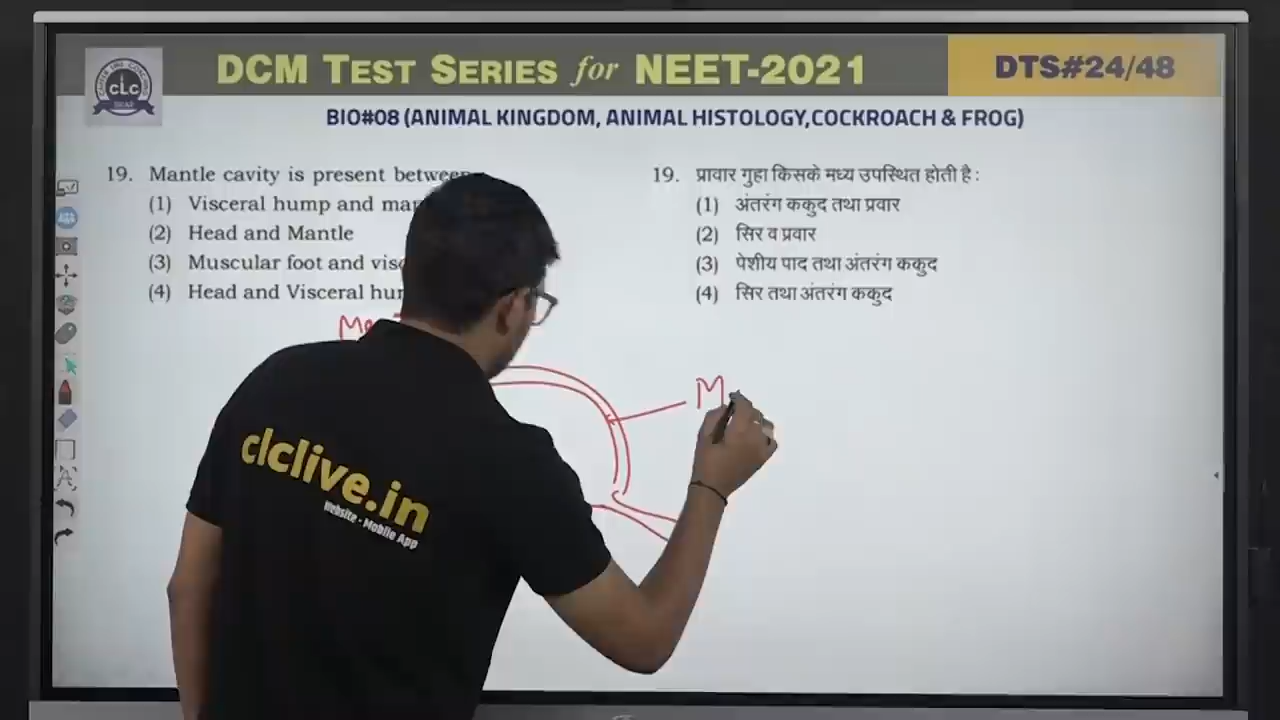 DCM TEST SERIES for NEET-2021
DTS#24/48
CLC
BIO#08 (ANIMAL KINGDOM, ANIMAL HISTOLOGY,COCKROACH & FROG)
19. Mantle cavity is present between
(1) Visceral hump and
(2) Head and Mantle
(3) Muscular foot and
(4) Head and Visceral
19. प्रावार गुहा किसके मध्य उपस्थित होती है :
(1) अंतरंग ककुद तथा प्रवार
(2) सिर व प्रवार
(3) पेशीय पाद तथा अंतरंग ककुद
(4) सिर तथा अंतरंग ककुद
M
clclive.in
Website - Mobile App